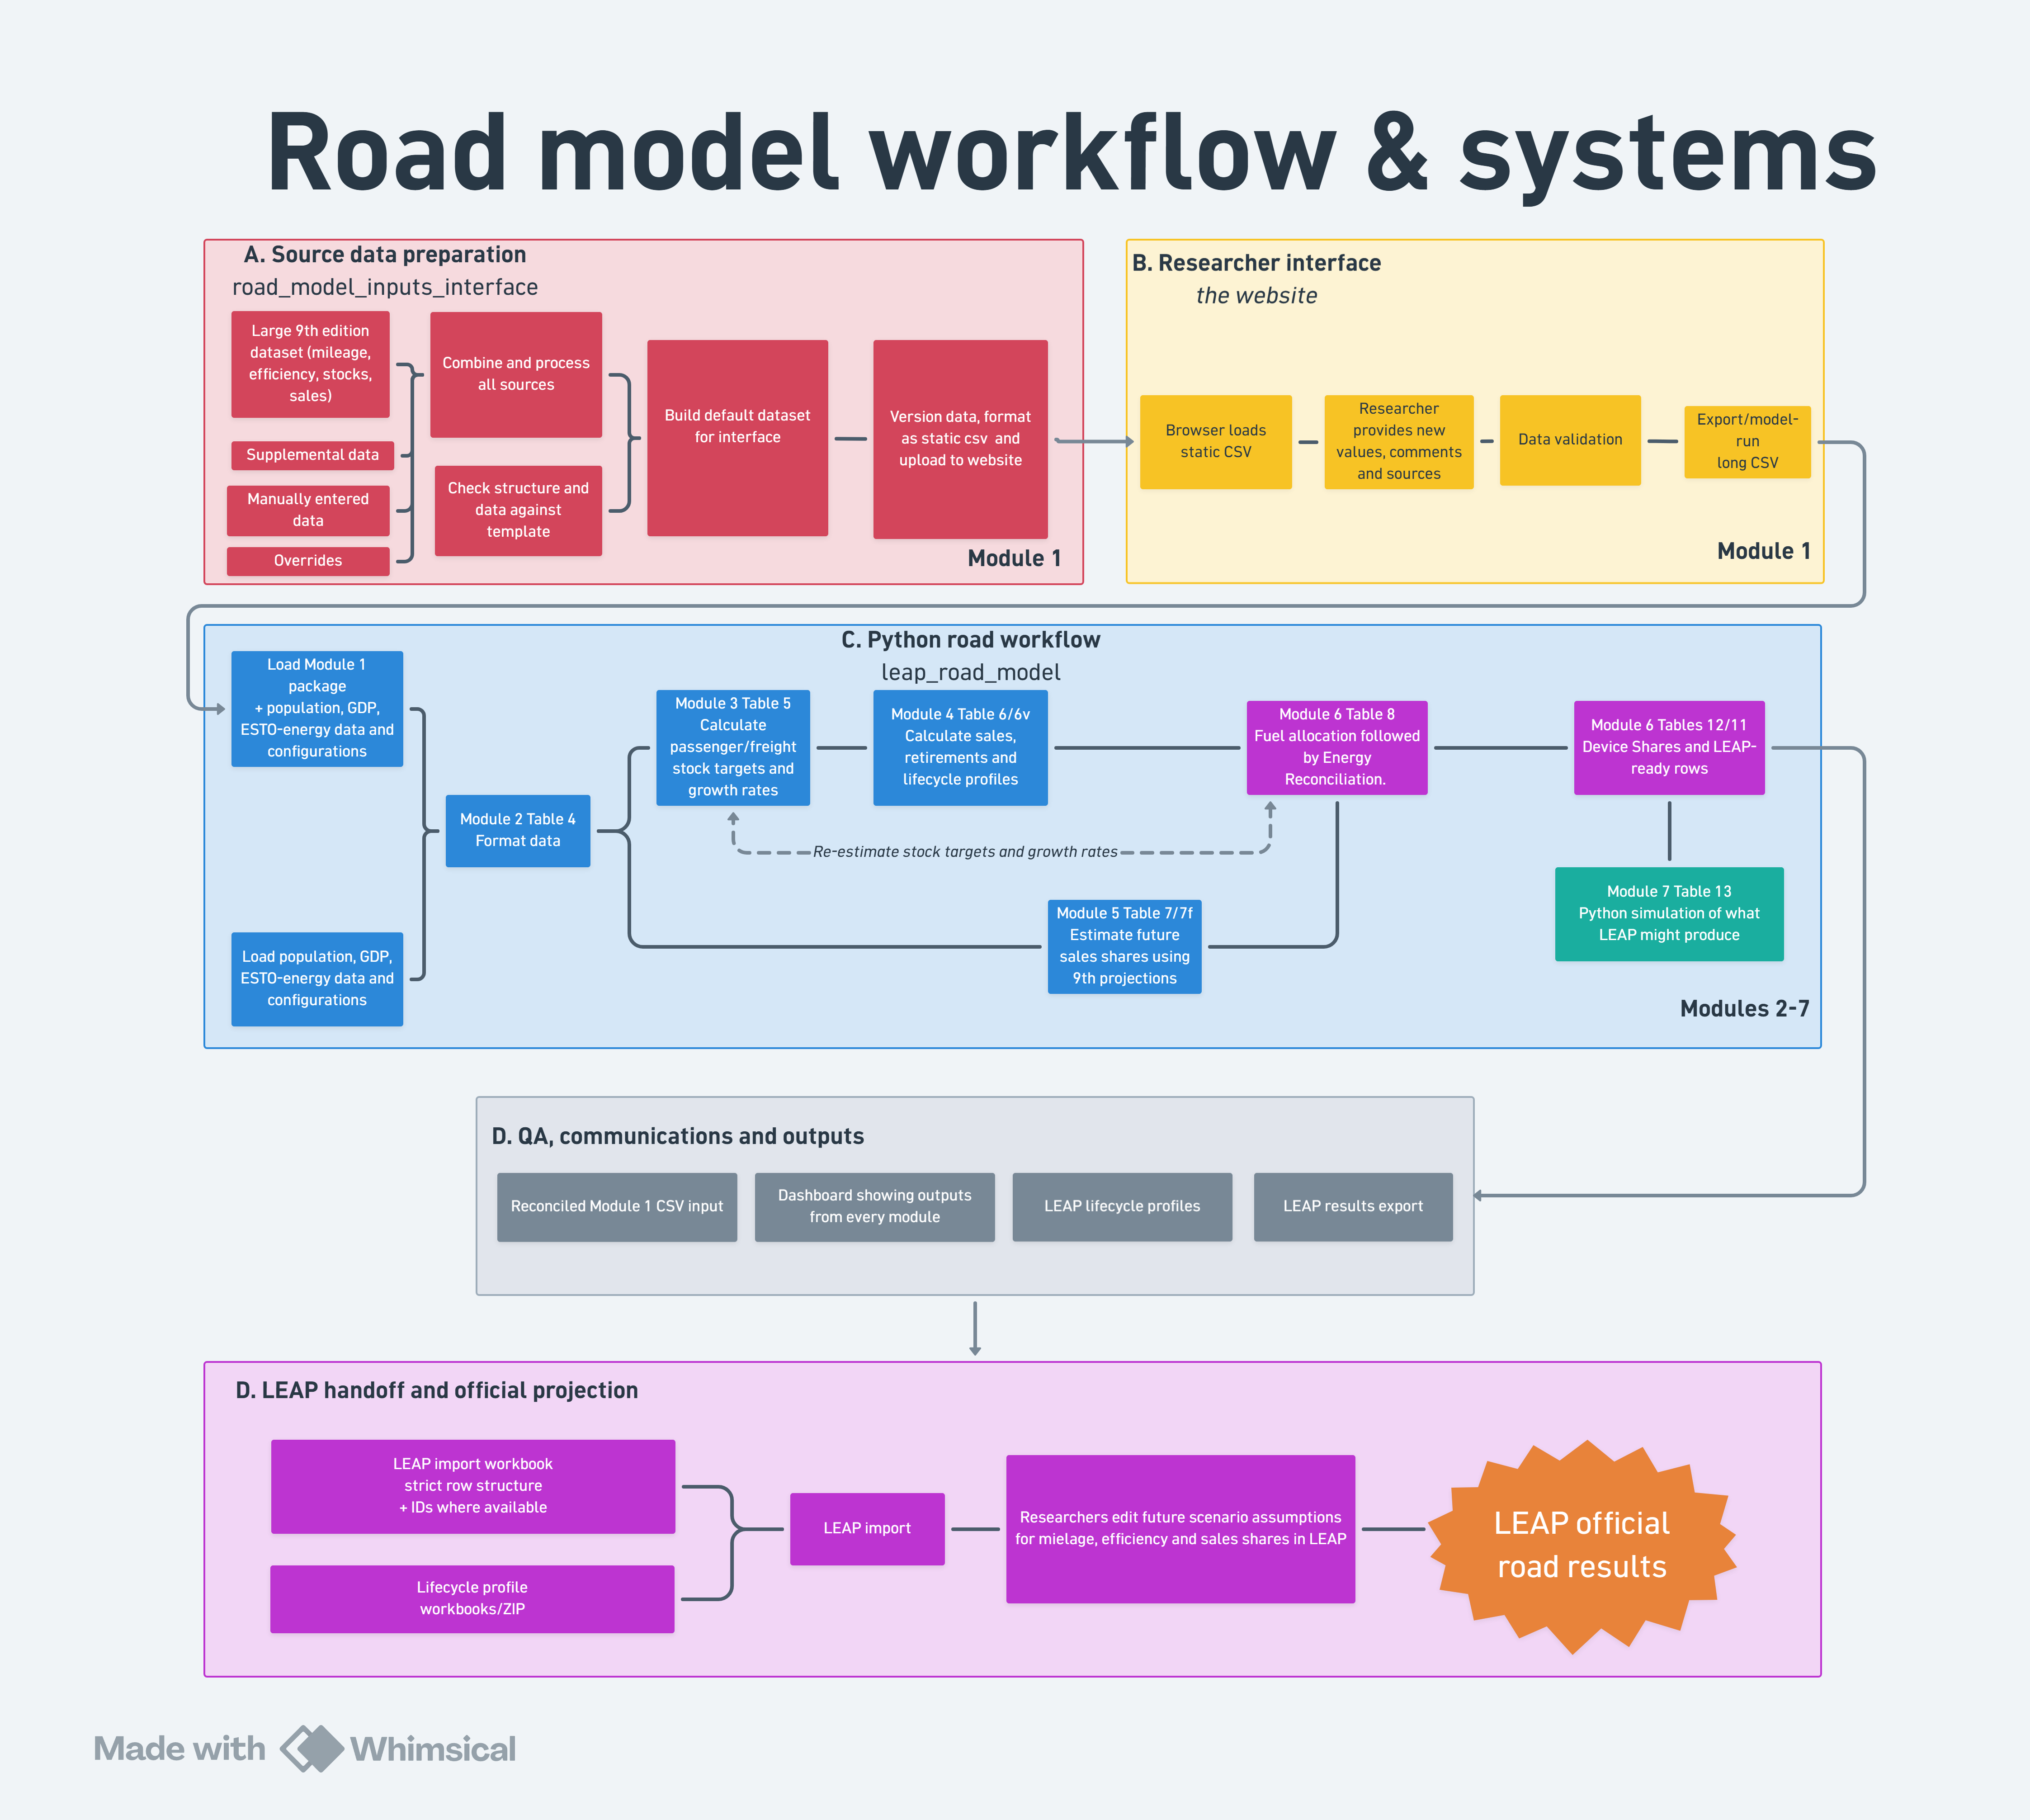 Road model workflow & systems
A. Source data preparation
road_model_inputs_interface
Large 9th edition
dataset (mileage,
efficiency, stocks,
sales)
Supplemental data
Manually entered
data
Overrides
Combine and process
all sources
Check structure and
data against
template
Build default dataset
for interface
Version data, format
as static csv and
upload to website
Module 1
B. Researcher interface
the website
Browser loads
static CSV
Researcher
provides new
values, comments
and sources
Data validation
Export/model-
run
long CSV
Module 1
C. Python road workflow
leap_road_model
Load Module 1
package
+ population, GDP,
ESTO-energy data and
configurations
Load population, GDP,
ESTO-energy data and
configurations
Module 2 Table 4
Format data
Module 3 Table 5
Calculate
passenger/freight
stock targets and
growth rates
Module 4 Table 6/6v
Calculate sales,
retirements and
lifecycle profiles
Re-estimate stock targets and growth rates
Module 5 Table 7/7f
Estimate future
sales shares using
9th projections
Module 6 Table 8
Fuel allocation followed
by Energy
Reconciliation.
Module 6 Tables 12/11
Device Shares and LEAP-
ready rows
Module 7 Table 13
Python simulation of what
LEAP might produce
Modules 2-7
D. QA, communications and outputs
Reconciled Module 1 CSV input
Dashboard showing outputs
from every module
LEAP lifecycle profiles
LEAP results export
D. LEAP handoff and official projection
LEAP import workbook
strict row structure
+ IDs where available
Lifecycle profile
workbooks/ZIP
LEAP import
Researchers edit future scenario assumptions
for mielage, efficiency and sales shares in LEAP
LEAP official
road results
Made with Whimsical